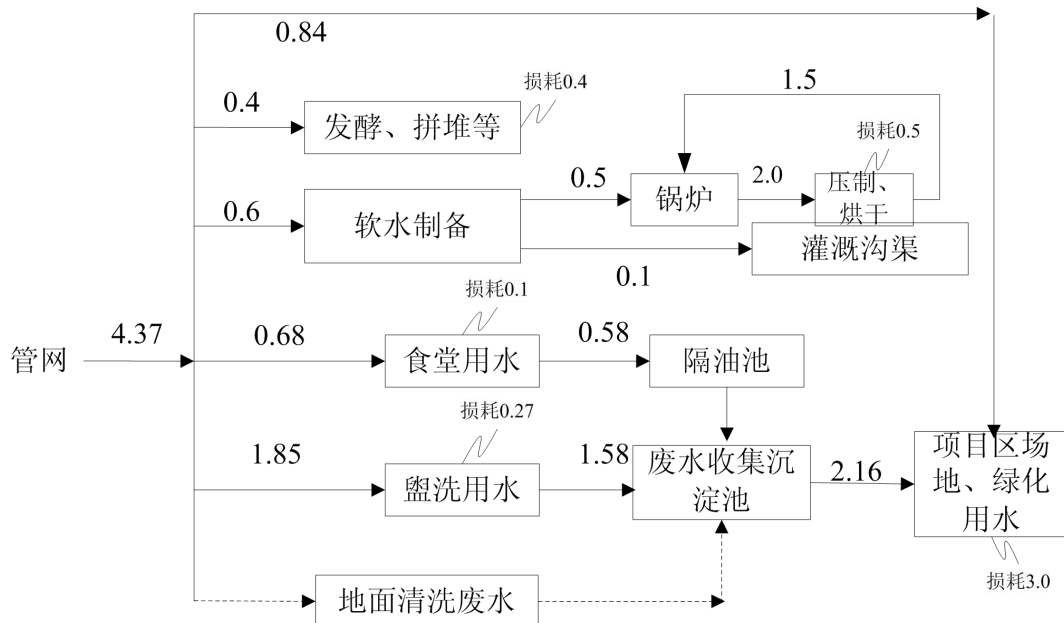 0.84
损耗0.4
1.5
0.4
发酵、拼堆等
损耗0.5
0.5
锅炉
2.0
压制、
烘干
0.6
软水制备
灌溉沟渠
0.1
损耗0.1
4.37
0.68
0.58
管网
食堂用水
隔油池
损耗0.27
1.85
1.58
废水收集沉
淀池
2.16
项目区场
地、绿化
用水
盥洗用水
损耗3.0
地面清洗废水